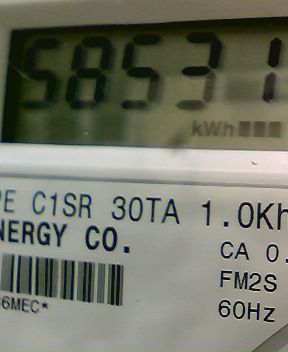 58531
kWh
PE C1SR 30TA 1.0Kh
NERGY CO.
CA 0.
FM2S
6MEC*
60Hz